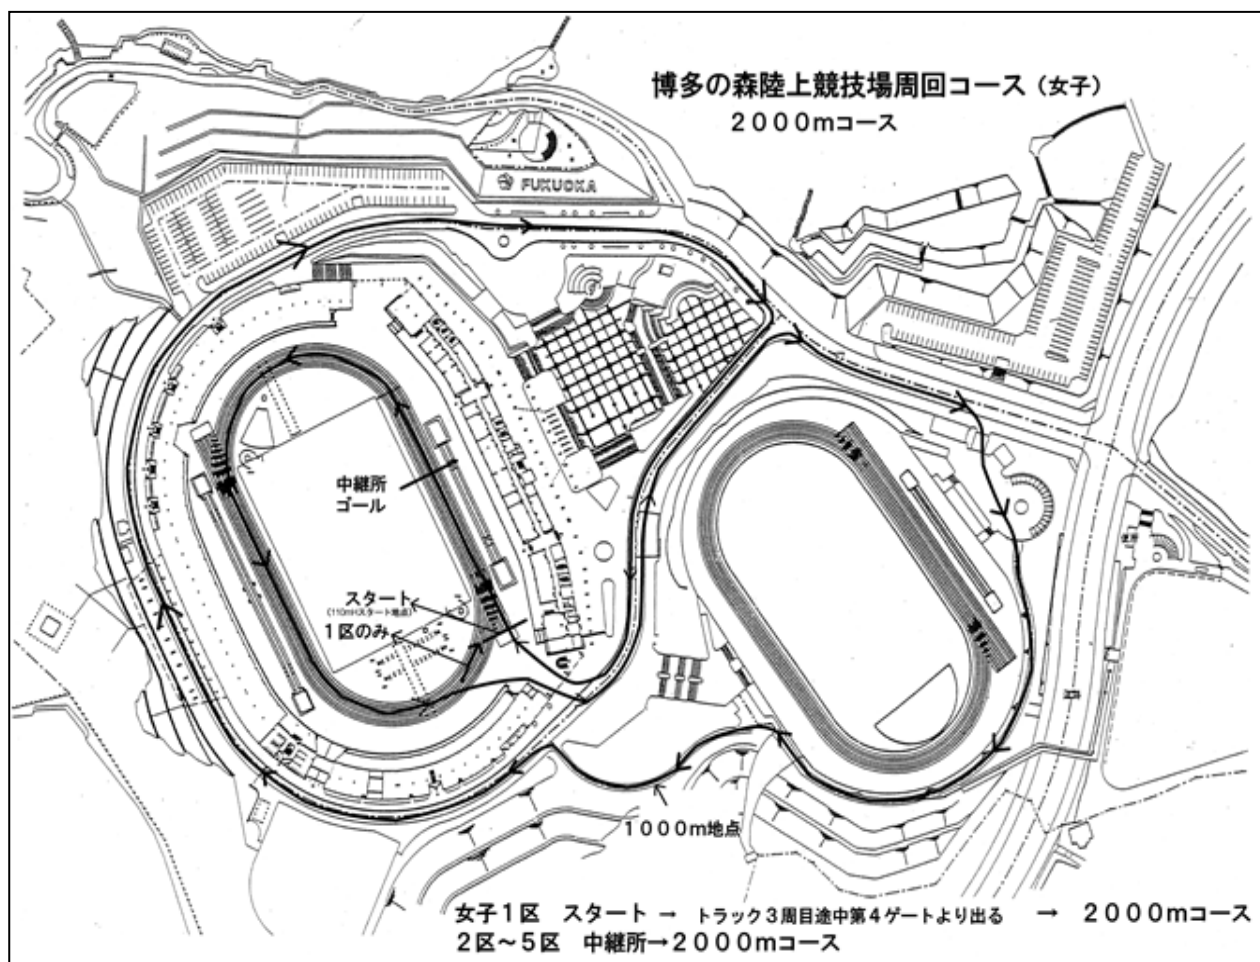 博多の森陸上競技場周回コース（女子）
２０００mコース
FUKUOKA
中継所
ゴール
スタート
(110mHスタート地点)
１区のみ
１０００m地点
女子１区　スタート → トラック３周目途中第４ゲートより出る → ２０００mコース
２区～５区　中継所→２０００mコース